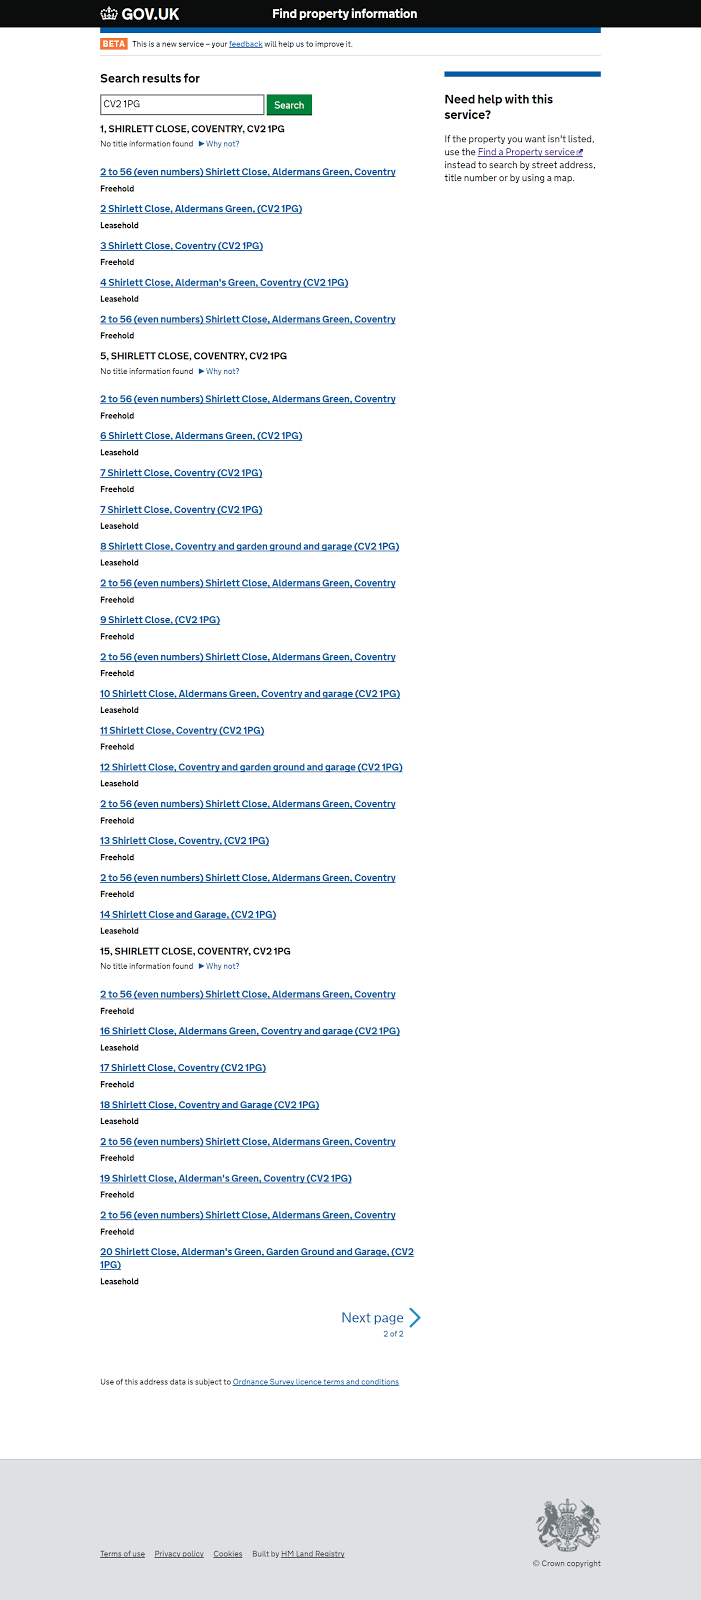 GOV.UK Find property information
BETA This is a new service – your feedback will help us to improve it.
Search results for
CV2 1PG Search
1, SHIRLETT CLOSE, COVENTRY, CV2 1PG
No title information found ▶ Why not?
2 to 56 (even numbers) Shirlett Close, Aldermans Green, Coventry
Freehold
2 Shirlett Close, Aldermans Green, (CV2 1PG)
Leasehold
3 Shirlett Close, Coventry (CV2 1PG)
Freehold
4 Shirlett Close, Alderman's Green, Coventry (CV2 1PG)
Leasehold
2 to 56 (even numbers) Shirlett Close, Aldermans Green, Coventry
Freehold
5, SHIRLETT CLOSE, COVENTRY, CV2 1PG
No title information found ▶ Why not?
2 to 56 (even numbers) Shirlett Close, Aldermans Green, Coventry
Freehold
6 Shirlett Close, Aldermans Green, (CV2 1PG)
Leasehold
7 Shirlett Close, Coventry (CV2 1PG)
Freehold
7 Shirlett Close, Coventry (CV2 1PG)
Leasehold
8 Shirlett Close, Coventry and garden ground and garage (CV2 1PG)
Leasehold
2 to 56 (even numbers) Shirlett Close, Aldermans Green, Coventry
Freehold
9 Shirlett Close, (CV2 1PG)
Freehold
2 to 56 (even numbers) Shirlett Close, Aldermans Green, Coventry
Freehold
10 Shirlett Close, Aldermans Green, Coventry and garage (CV2 1PG)
Leasehold
11 Shirlett Close, Coventry (CV2 1PG)
Freehold
12 Shirlett Close, Coventry and garden ground and garage (CV2 1PG)
Leasehold
2 to 56 (even numbers) Shirlett Close, Aldermans Green, Coventry
Freehold
13 Shirlett Close, Coventry, (CV2 1PG)
Freehold
2 to 56 (even numbers) Shirlett Close, Aldermans Green, Coventry
Freehold
14 Shirlett Close and Garage, (CV2 1PG)
Leasehold
15, SHIRLETT CLOSE, COVENTRY, CV2 1PG
No title information found ▶ Why not?
2 to 56 (even numbers) Shirlett Close, Aldermans Green, Coventry
Freehold
16 Shirlett Close, Aldermans Green, Coventry and garage (CV2 1PG)
Leasehold
17 Shirlett Close, Coventry (CV2 1PG)
Freehold
18 Shirlett Close, Coventry and Garage (CV2 1PG)
Leasehold
2 to 56 (even numbers) Shirlett Close, Aldermans Green, Coventry
Freehold
19 Shirlett Close, Alderman's Green, Coventry (CV2 1PG)
Freehold
2 to 56 (even numbers) Shirlett Close, Aldermans Green, Coventry
Freehold
20 Shirlett Close, Alderman's Green, Garden Ground and Garage, (CV2
1PG)
Leasehold
Next page
2 of 2
Need help with this
service?
If the property you want isn't listed,
use the Find a Property service
instead to search by street address,
title number or by using a map.
Use of this address data is subject to Ordnance Survey licence terms and conditions
Terms of use Privacy policy Cookies Built by HM Land Registry
© Crown copyright